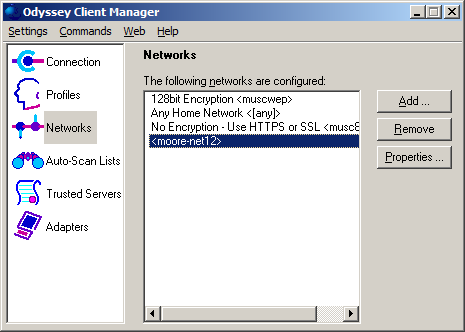 Odyssey Client Manager
Settings Commands Web Help
Connection
Profiles
Networks
Auto-Scan Lists
Trusted Servers
Adapters
Networks
The following networks are configured:
128bit Encryption <muscwep>
Any Home Network <[any]>
No Encryption - Use HTTPS or SSL <musc8
<moore-net12>
Add ...
Remove
Properties ...